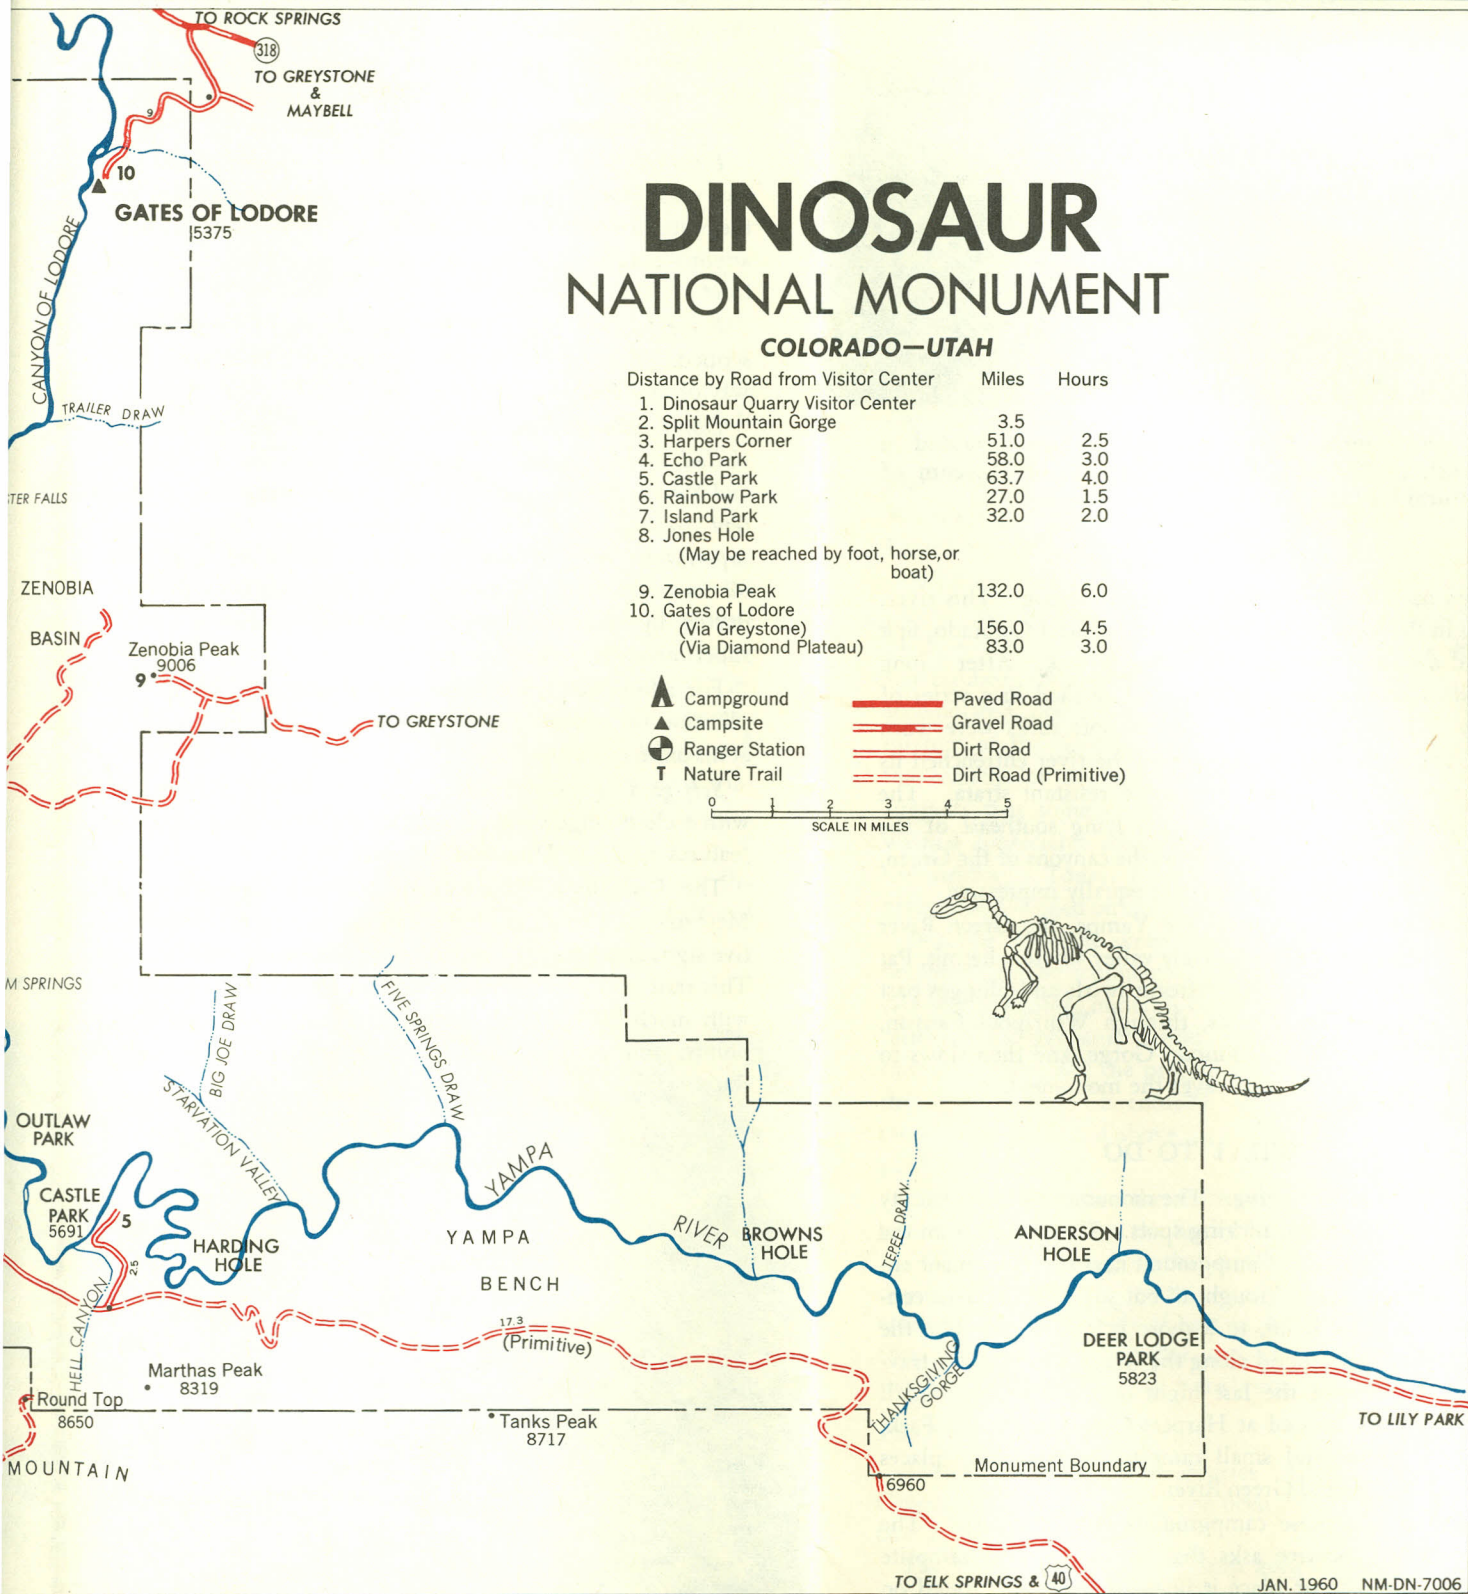 TO ROCK SPRINGS
318
TO GREYSTONE
&
MAYBELL
9
10
GATES OF LODORE
5375
CANYON OF LODORE
TRAILER DRAW
TER FALLS
DINOSAUR
NATIONAL MONUMENT
COLORADO—UTAH
Distance by Road from Visitor Center Miles Hours
1. Dinosaur Quarry Visitor Center
2. Split Mountain Gorge 3.5
3. Harpers Corner 51.0 2.5
4. Echo Park 58.0 3.0
5. Castle Park 63.7 4.0
6. Rainbow Park 27.0 1.5
7. Island Park 32.0 2.0
8. Jones Hole
(May be reached by foot, horse,or
boat)
9. Zenobia Peak 132.0 6.0
10. Gates of Lodore
(Via Greystone) 156.0 4.5
(Via Diamond Plateau) 83.0 3.0
Campground
Campsite
Ranger Station
T Nature Trail
Paved Road
Gravel Road
Dirt Road
Dirt Road (Primitive)
0 1 2 3 4 5
SCALE IN MILES
ZENOBIA
BASIN
Zenobia Peak
9006
9
TO GREYSTONE
M SPRINGS
BIG JOE DRAW
FIVE SPRINGS DRAW
STARVATION VALLEY
OUTLAW
PARK
CASTLE
PARK
5691
5
2.5
HARDING
HOLE
HELL CANYON
YAMPA
RIVER
YAMPA
BENCH
BROWNS
HOLE
TEPEE DRAW
ANDERSON
HOLE
17.3
(Primitive)
THANKSGIVING
GORGE
DEER LODGE
PARK
5823
TO LILY PARK
Marthas Peak
8319
Round Top
8650
Tanks Peak
8717
MOUNTAIN
Monument Boundary
6960
TO ELK SPRINGS & 40
JAN. 1960 NM-DN-7006